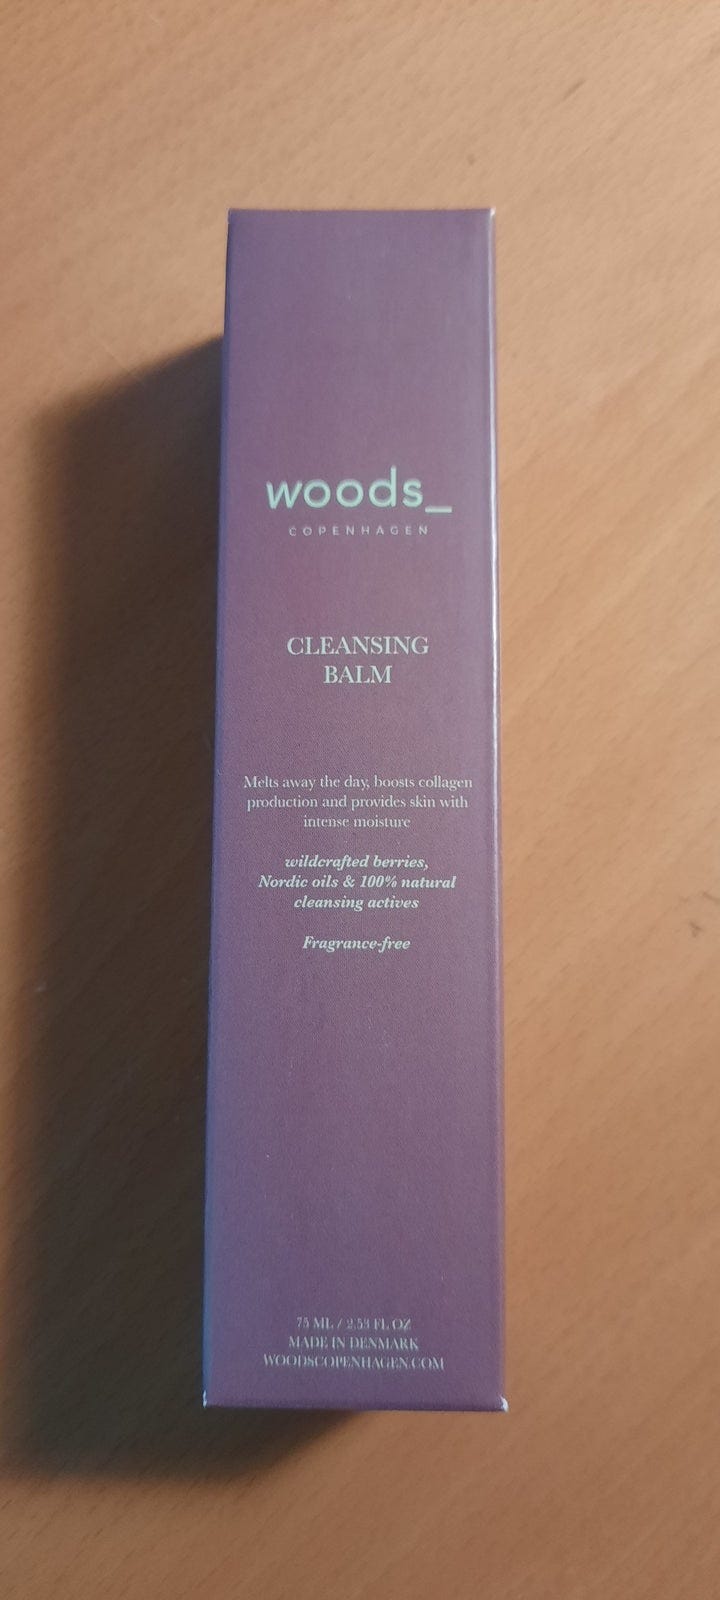 woods_
COPENHAGEN
CLEANSING
BALM
Melts away the day, boosts collagen
production and provides skin with
intense moisture
wildcrafted berries,
Nordic oils & 100% natural
cleansing actives
Fragrance-free
75 ML / 2.53 FL OZ
MADE IN DENMARK
WOODSCOPENHAGEN.COM